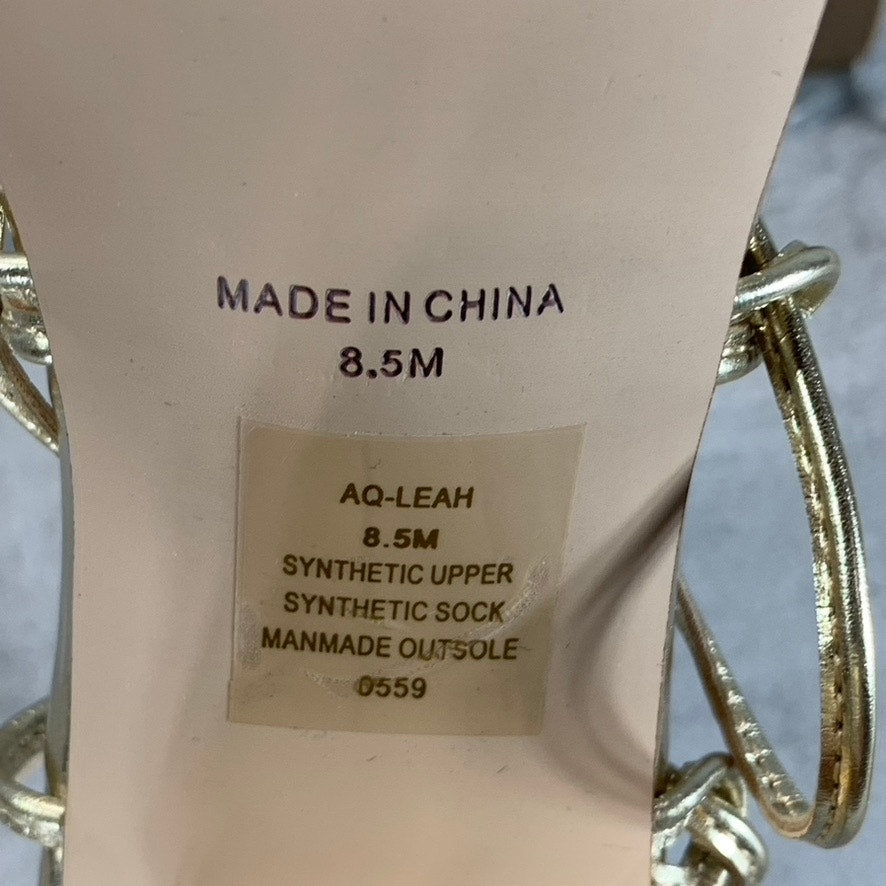 MADE IN CHINA
8.5M
AQ-LEAH
8.5M
SYNTHETIC UPPER
SYNTHETIC SOCK
MANMADE OUTSOLE
0559